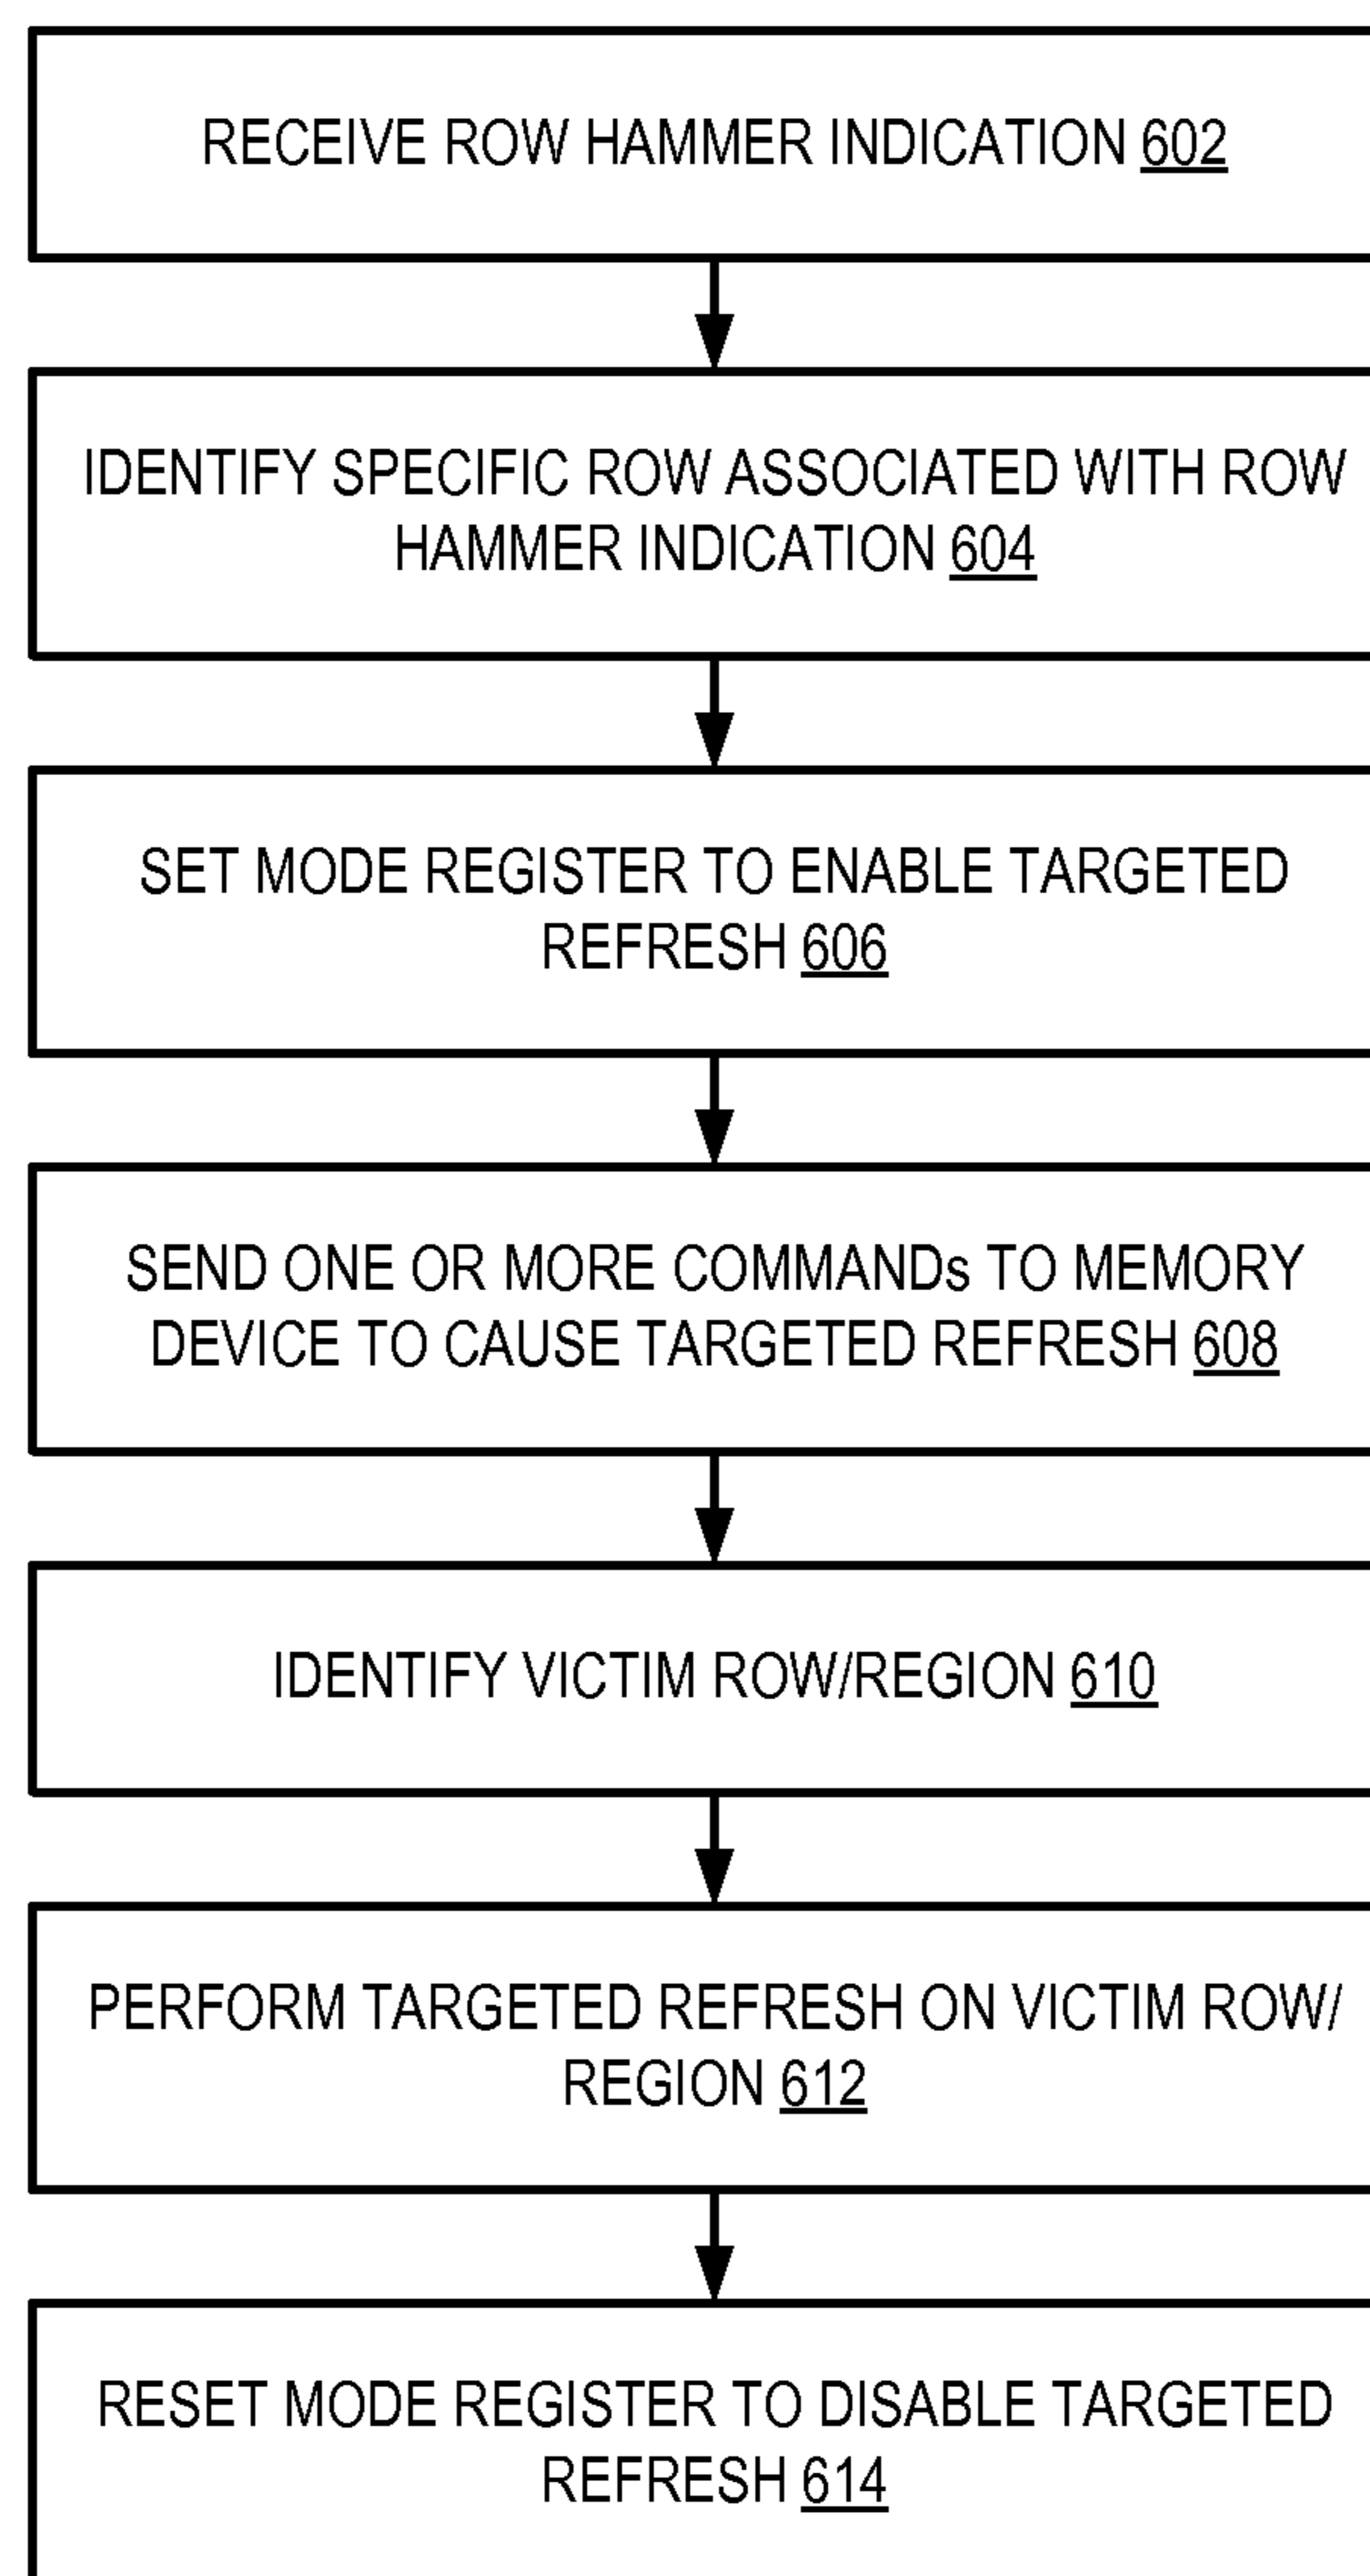 RECEIVE ROW HAMMER INDICATION 602
IDENTIFY SPECIFIC ROW ASSOCIATED WITH ROW
HAMMER INDICATION 604
SET MODE REGISTER TO ENABLE TARGETED
REFRESH 606
SEND ONE OR MORE COMMANDs TO MEMORY
DEVICE TO CAUSE TARGETED REFRESH 608
IDENTIFY VICTIM ROW/REGION 610
PERFORM TARGETED REFRESH ON VICTIM ROW/
REGION 612
RESET MODE REGISTER TO DISABLE TARGETED
REFRESH 614